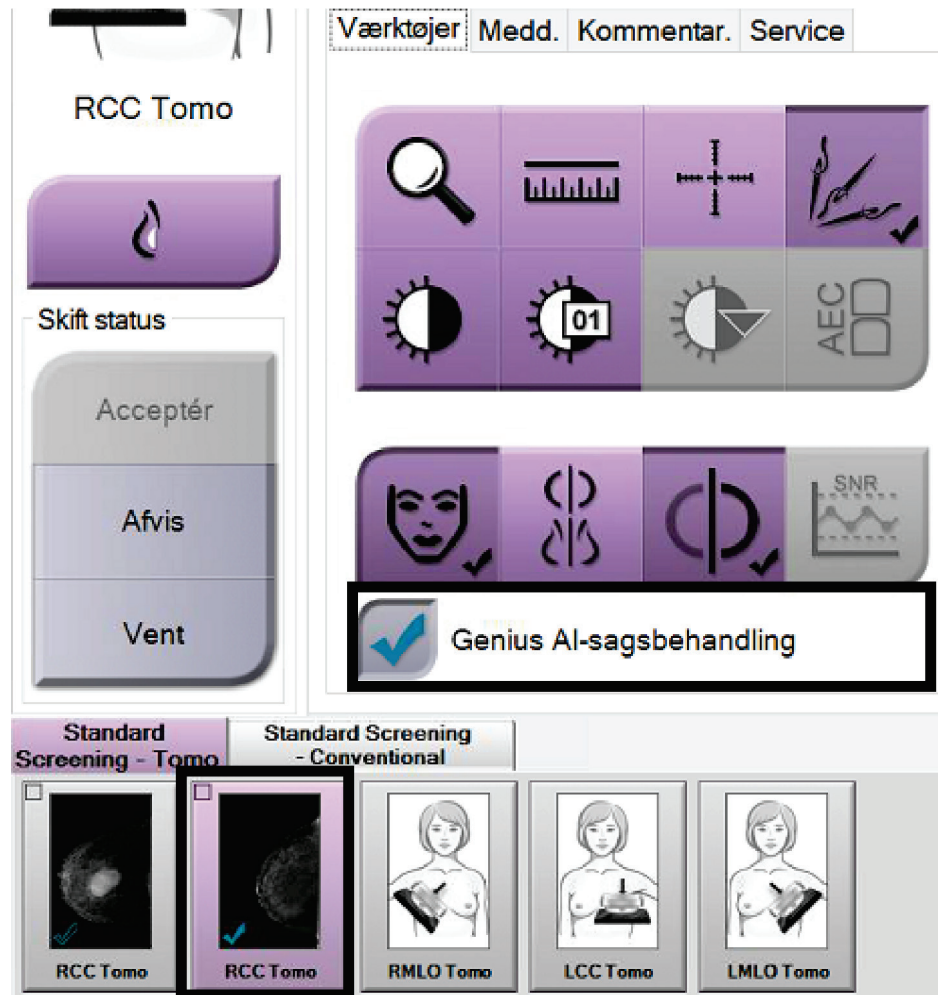 Værktøjer Medd. Kommentar. Service
RCC Tomo
Skift status
01
AEC
Acceptér
Afvis
Vent
SNR
Genius AI-sagsbehandling
Standard
Screening - Tomo
Standard Screening
- Conventional
RCC Tomo
RCC Tomo
RMLO Tomo
LCC Tomo
LMLO Tomo